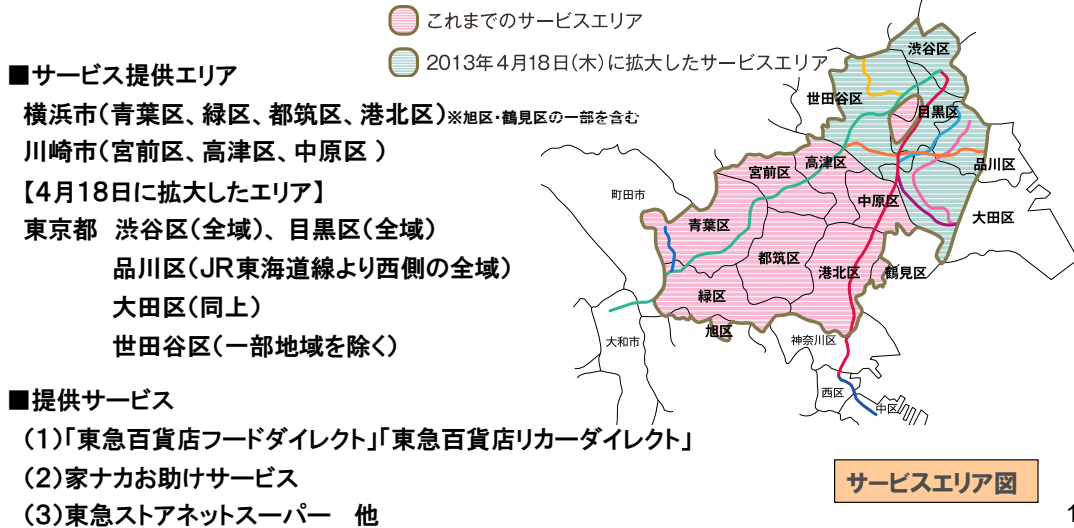 これまでのサービスエリア
2013年4月18日(木)に拡大したサービスエリア
■サービス提供エリア
横浜市(青葉区、緑区、都筑区、港北区)※旭区・鶴見区の一部を含む
川崎市(宮前区、高津区、中原区 )
【4月18日に拡大したエリア】
東京都 渋谷区(全域)、目黒区(全域)
品川区(JR東海道線より西側の全域)
大田区(同上)
世田谷区(一部地域を除く)
■提供サービス
(1)「東急百貨店フードダイレクト」「東急百貨店リカーダイレクト」
(2)家ナカお助けサービス
(3)東急ストアネットスーパー 他
渋谷区
世田谷区
目黒区
品川区
高津区
宮前区
町田市
中原区
大田区
青葉区
都筑区
港北区
鶴見区
緑区
旭区
大和市
神奈川区
西区
中区
サービスエリア図
1